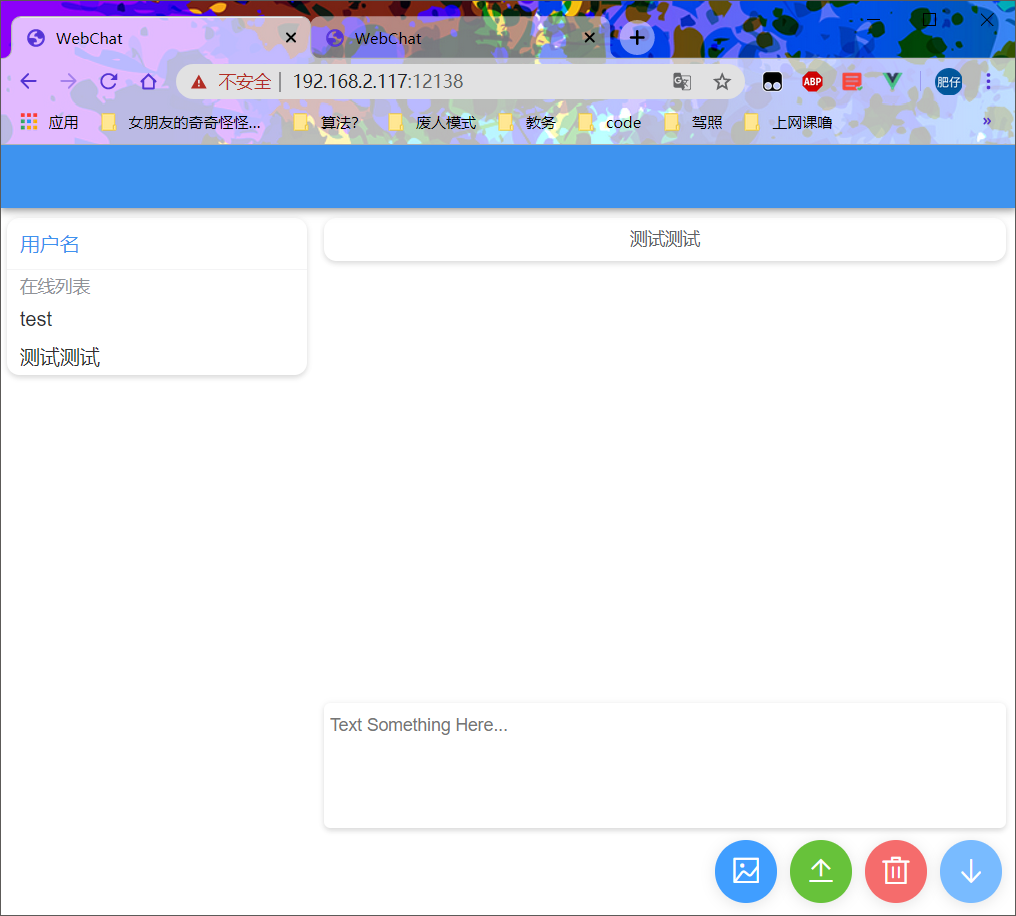 WebChat
WebChat
不安全 | 192.168.2.117:12138
ABP
肥仔
应用 女朋友的奇奇怪怪... 算法? 废人模式 教务 code 驾照 上网课噜 »
用户名
测试测试
在线列表
test
测试测试
Text Something Here...